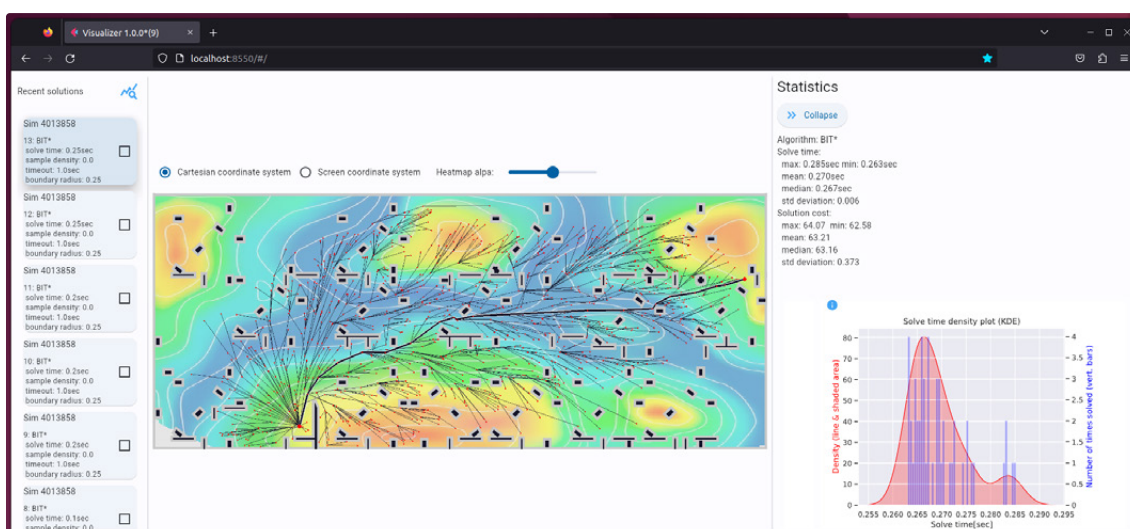 Visualizer 1.0.0*(9)
localhost:8550/#/
Recent solutions
Sim 4013858
13: BIT*
solve time: 0.25sec
sample density: 0.0
timeout: 1.0sec
boundary radius: 0.25
Sim 4013858
12: BIT*
solve time: 0.25sec
sample density: 0.0
timeout: 1.0sec
boundary radius: 0.25
Sim 4013858
11: BIT*
solve time: 0.2sec
sample density: 0.0
timeout: 1.0sec
boundary radius: 0.25
Sim 4013858
10: BIT*
solve time: 0.2sec
sample density: 0.0
timeout: 1.0sec
boundary radius: 0.25
Sim 4013858
9: BIT*
solve time: 0.2sec
sample density: 0.0
timeout: 1.0sec
boundary radius: 0.25
Sim 4013858
8: BIT*
solve time: 0.1sec
sample density: 0.0
Cartesian coordinate system
Screen coordinate system
Heatmap alpa:
Statistics
Collapse
Algorithm: BIT*
Solve time:
max: 0.285sec min: 0.263sec
mean: 0.270sec
median: 0.267sec
std deviation: 0.006
Solution cost:
max: 64.07 min: 62.58
mean: 63.21
median: 63.16
std deviation: 0.373
Solve time density plot (KDE)
Density (line & shaded area)
80
70
60
50
40
30
20
10
0
4
3.5
3
2.5
2
1.5
1
0.5
0
Number of times solved (vert. bars)
0.255 0.260 0.265 0.270 0.275 0.280 0.285 0.290 0.295
Solve time[sec]